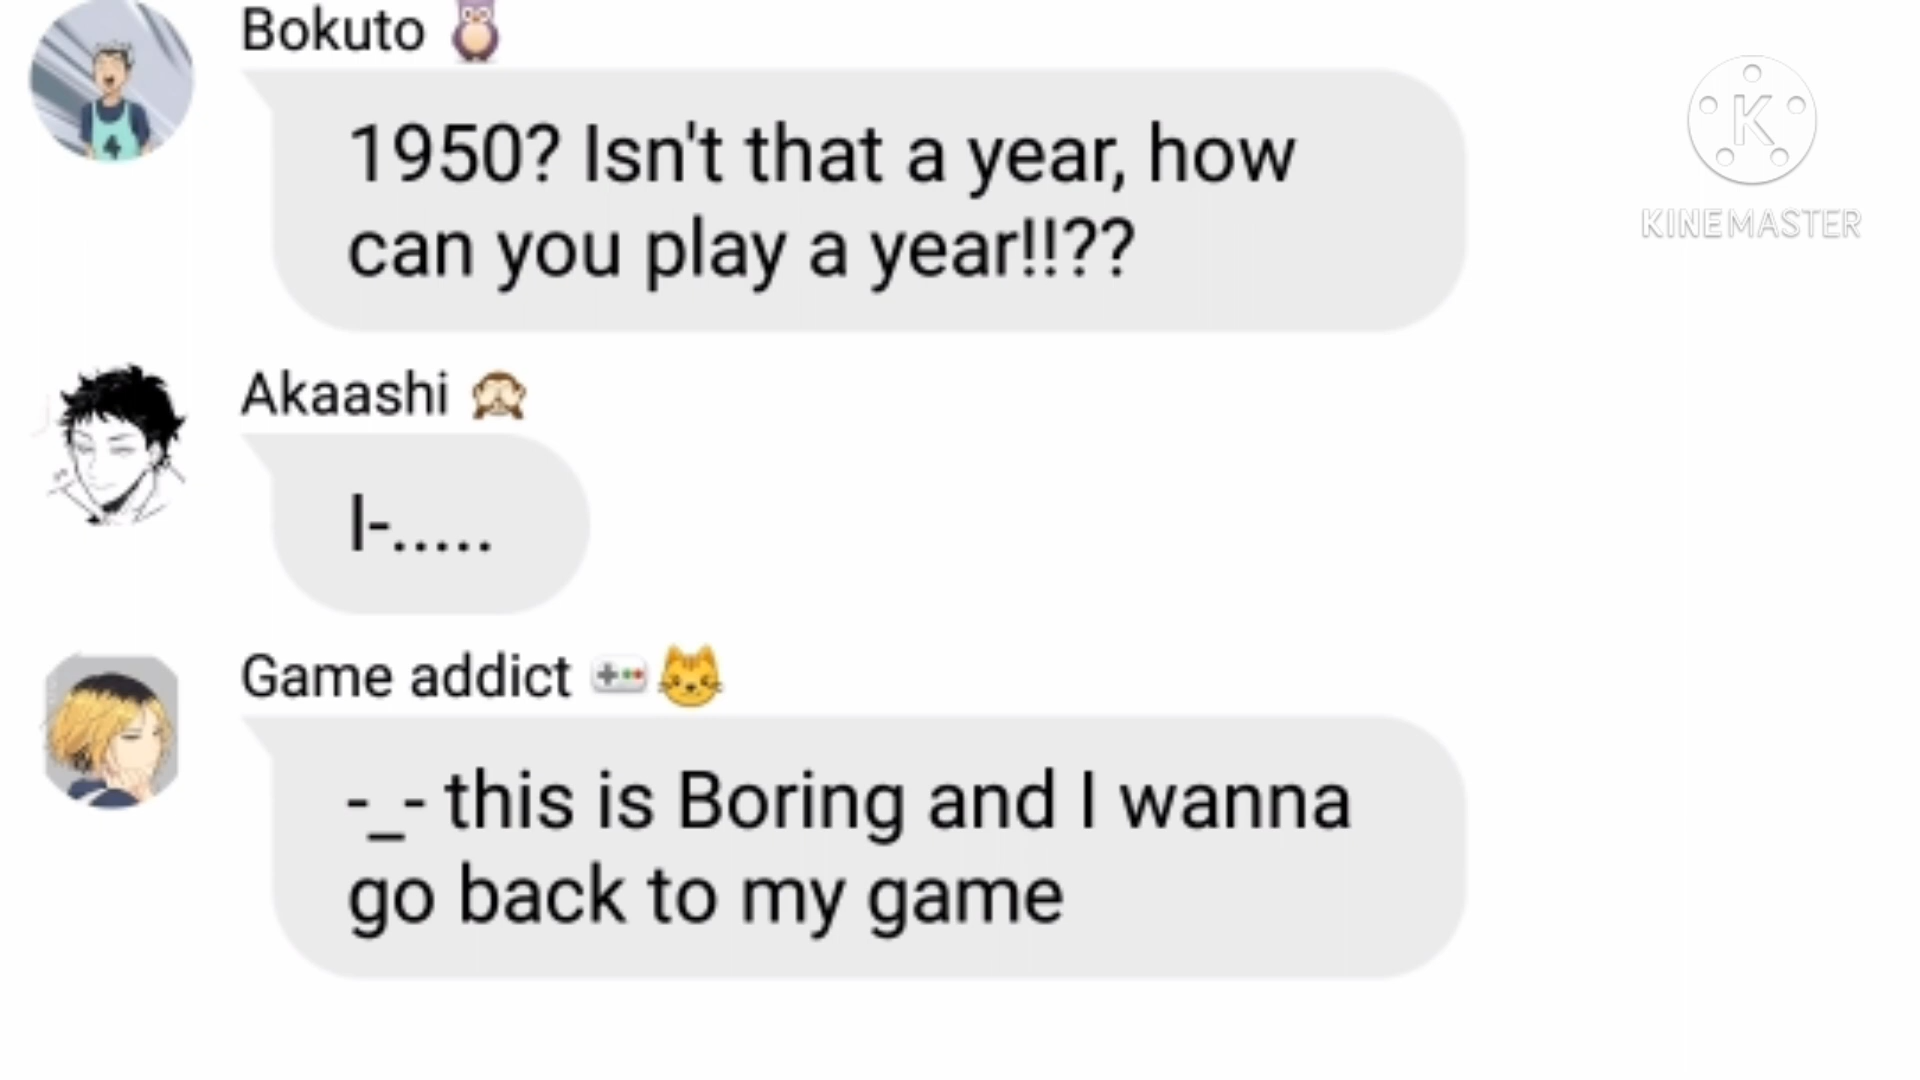 Bokuto 🦉
1950? Isn't that a year, how
can you play a year!!??
KINEMASTER
Akaashi 🙈
I-.....
Game addict 🎮🐱
-_- this is Boring and I wanna
go back to my game